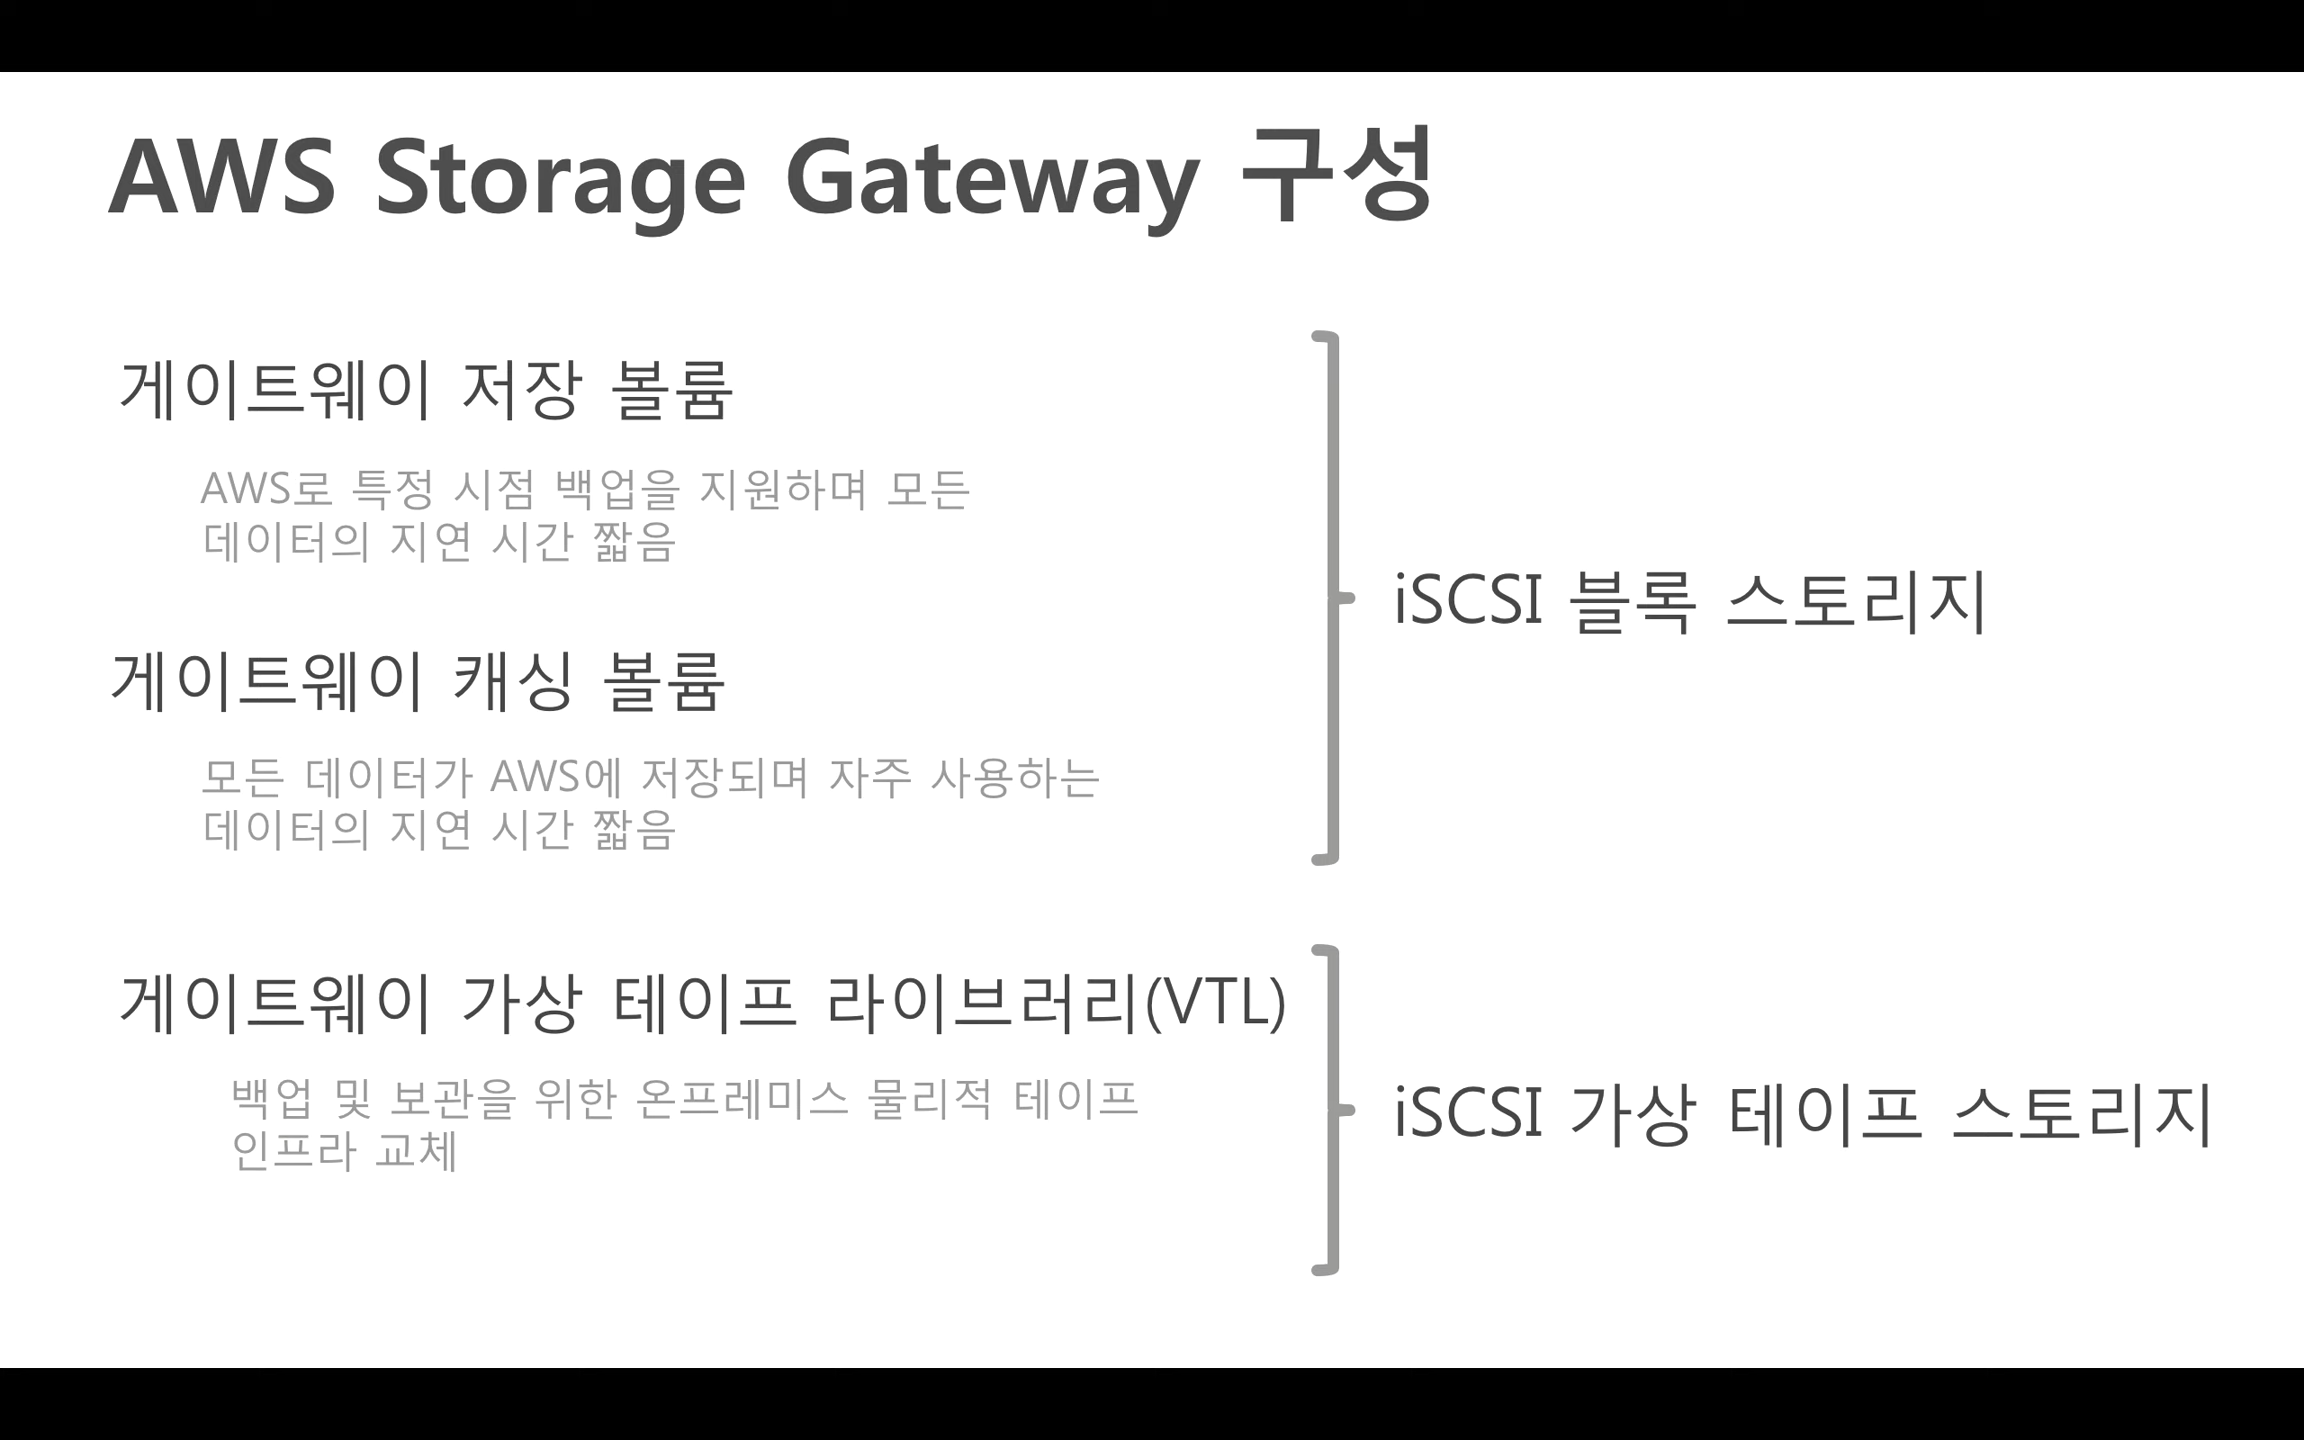 AWS Storage Gateway 구성
게이트웨이 저장 볼륨
AWS로 특정 시점 백업을 지원하며 모든
데이터의 지연 시간 짧음
게이트웨이 캐싱 볼륨
모든 데이터가 AWS에 저장되며 자주 사용하는
데이터의 지연 시간 짧음
iSCSI 블록 스토리지
게이트웨이 가상 테이프 라이브러리(VTL)
백업 및 보관을 위한 온프레미스 물리적 테이프
인프라 교체
iSCSI 가상 테이프 스토리지